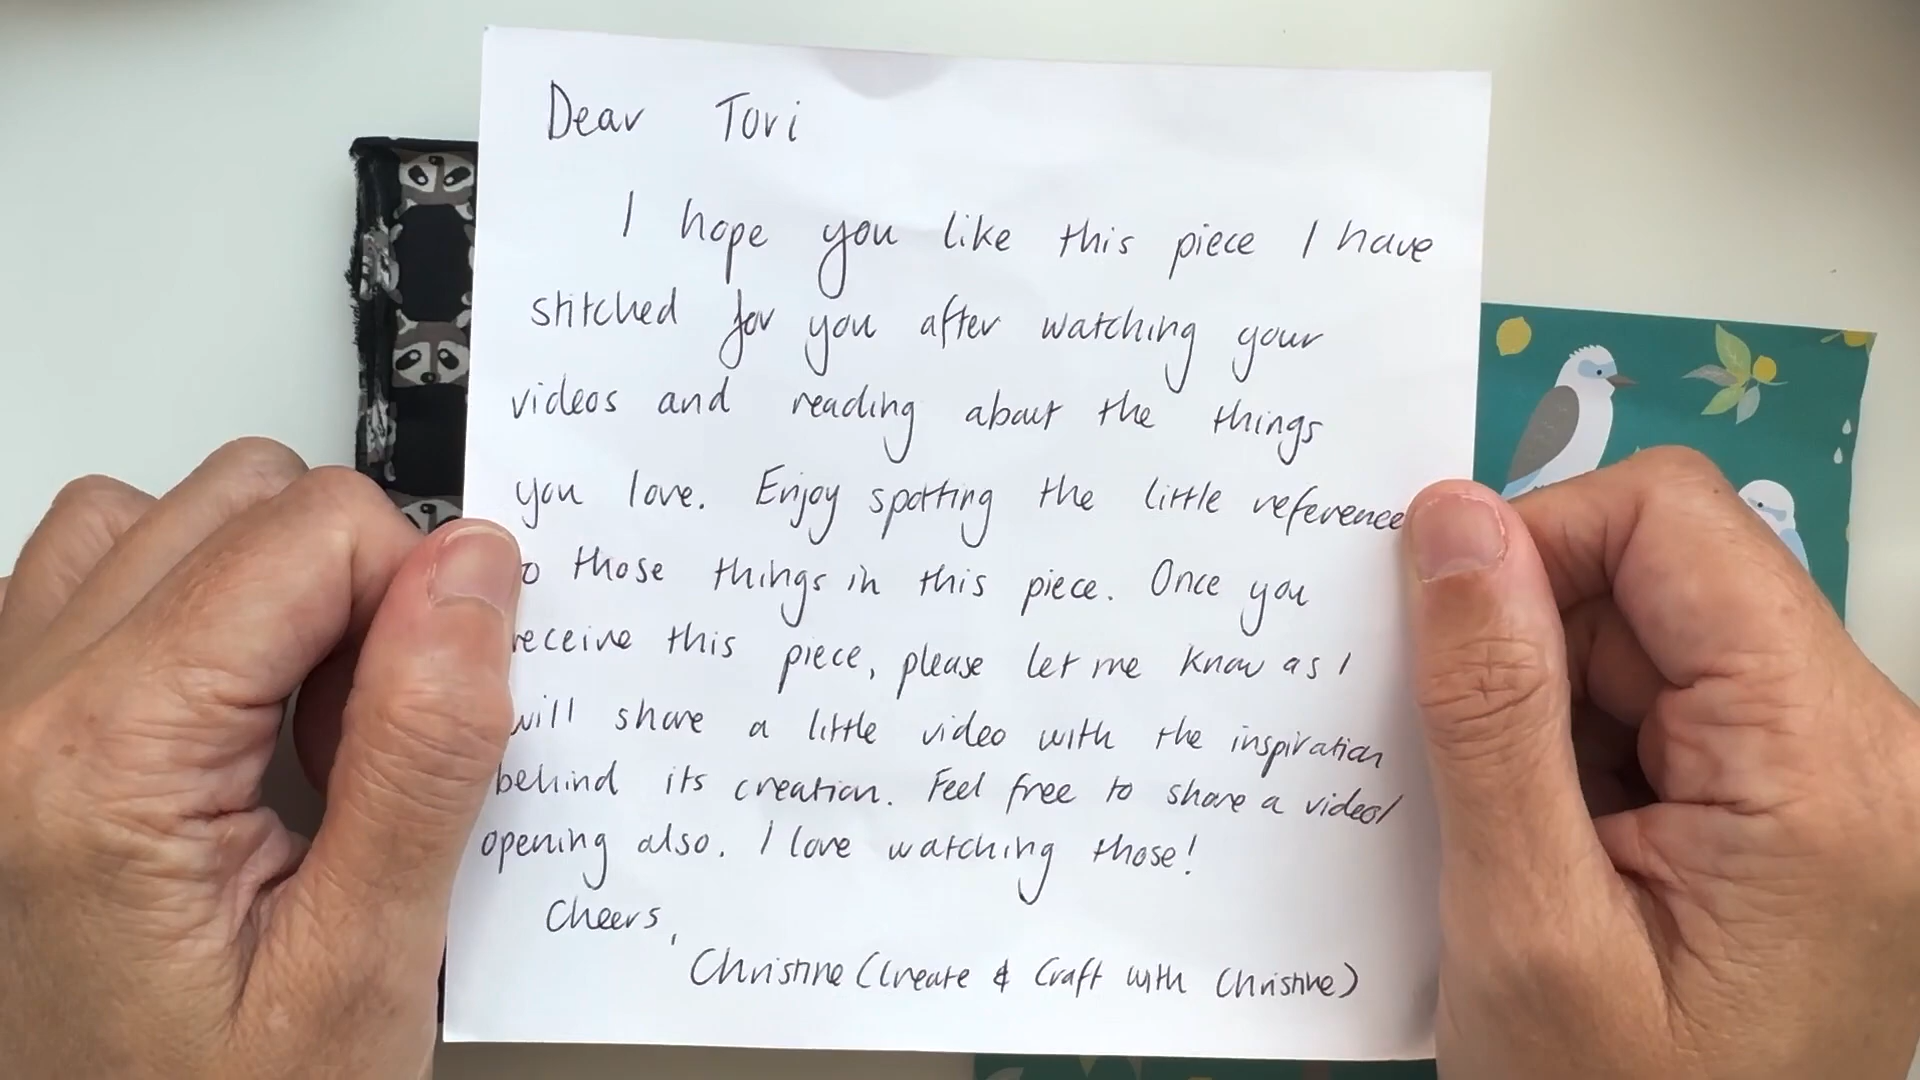 Dear Tori
I hope you like this piece I have
stitched for you after watching your
videos and reading about the things
you love. Enjoy spotting the little reference
o those things in this piece. Once you
receive this piece, please let me know as I
will share a little video with the inspiration
behind its creation. Feel free to share a video/
opening also. I love watching those!
Cheers,
Christine (Create & Craft with Christine)